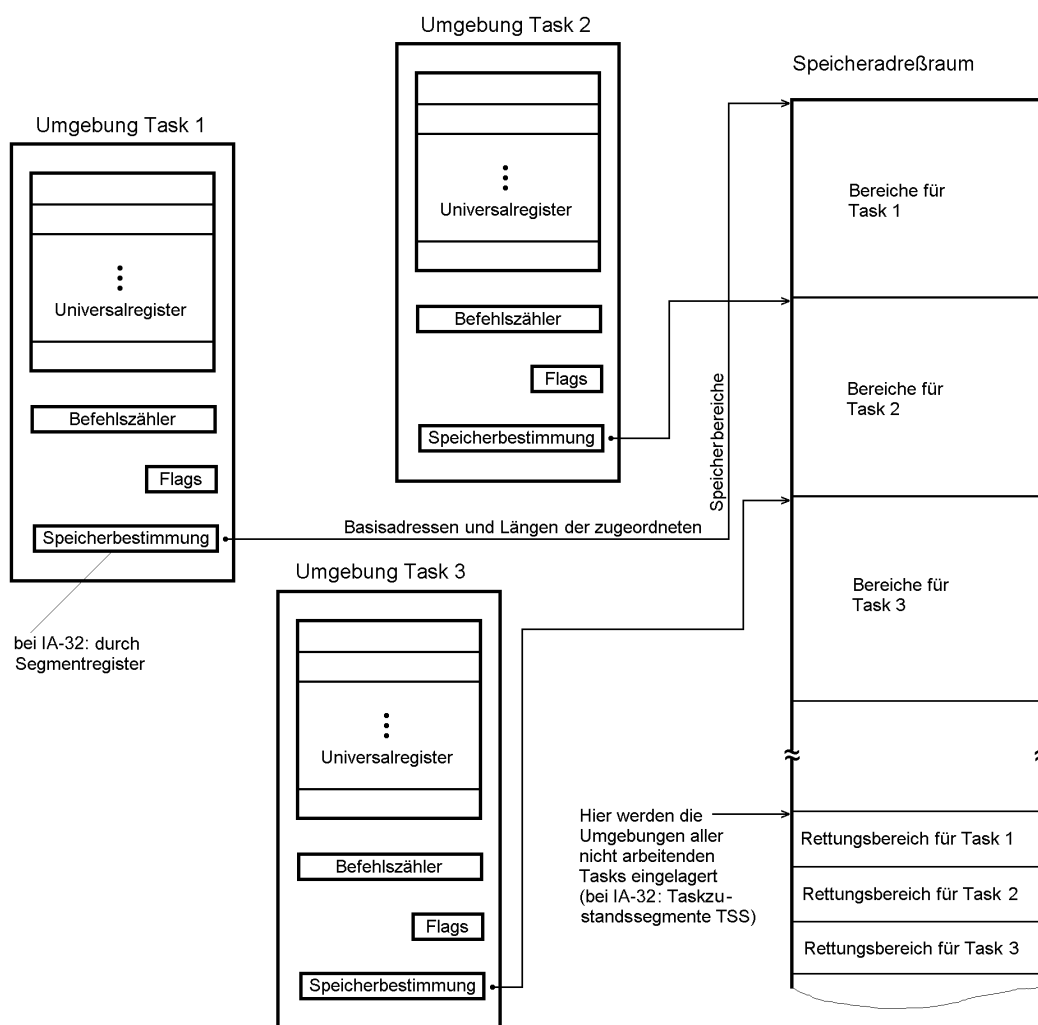 Umgebung Task 2
Speicheradreßraum
Umgebung Task 1
Universalregister
Befehlszähler
Flags
Speicherbestimmung
Universalregister
Befehlszähler
Flags
Speicherbestimmung
bei IA-32: durch
Segmentregister
Basisadressen und Längen der zugeordneten
Speicherbereiche
Umgebung Task 3
Universalregister
Befehlszähler
Flags
Speicherbestimmung
Bereiche für
Task 1
Bereiche für
Task 2
Bereiche für
Task 3
Hier werden die
Umgebungen aller
nicht arbeitenden
Tasks eingelagert
(bei IA-32: Taskzu-
standssegmente TSS)
Rettungsbereich für Task 1
Rettungsbereich für Task 2
Rettungsbereich für Task 3